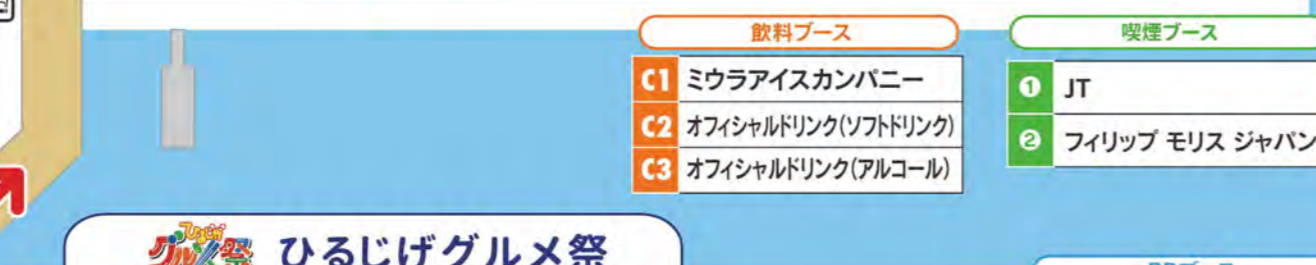 飲料ブース
C1 ミウラアイスカンパニー
C2 オフィシャルドリンク(ソフトドリンク)
C3 オフィシャルドリンク(アルコール)
喫煙ブース
1 JT
2 フィリップ モリス ジャパン
ひるじげグルメ祭 ひるじげグルメ祭